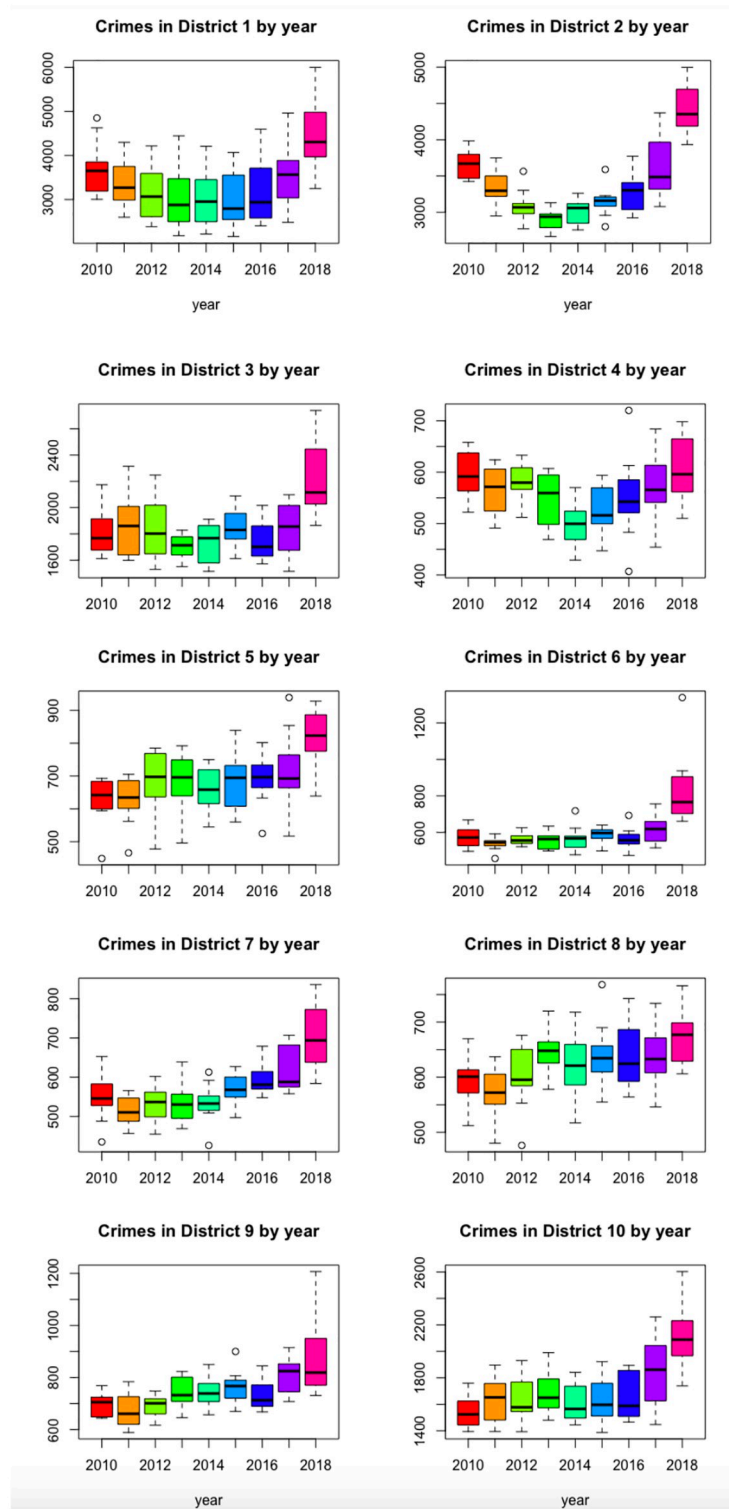 Crimes in District 1 by year
6000
5000
4000
3000
2010 2012 2014 2016 2018
year
Crimes in District 2 by year
5000
4000
3000
2010 2012 2014 2016 2018
year
Crimes in District 3 by year
2400
2000
1600
2010 2012 2014 2016 2018
Crimes in District 4 by year
700
600
500
400
2010 2012 2014 2016 2018
Crimes in District 5 by year
900
700
500
2010 2012 2014 2016 2018
Crimes in District 6 by year
1200
800
600
2010 2012 2014 2016 2018
Crimes in District 7 by year
800
700
600
500
2010 2012 2014 2016 2018
Crimes in District 8 by year
700
600
500
2010 2012 2014 2016 2018
Crimes in District 9 by year
1200
1000
800
600
2010 2012 2014 2016 2018
year
Crimes in District 10 by year
2600
2200
1800
1400
2010 2012 2014 2016 2018
year